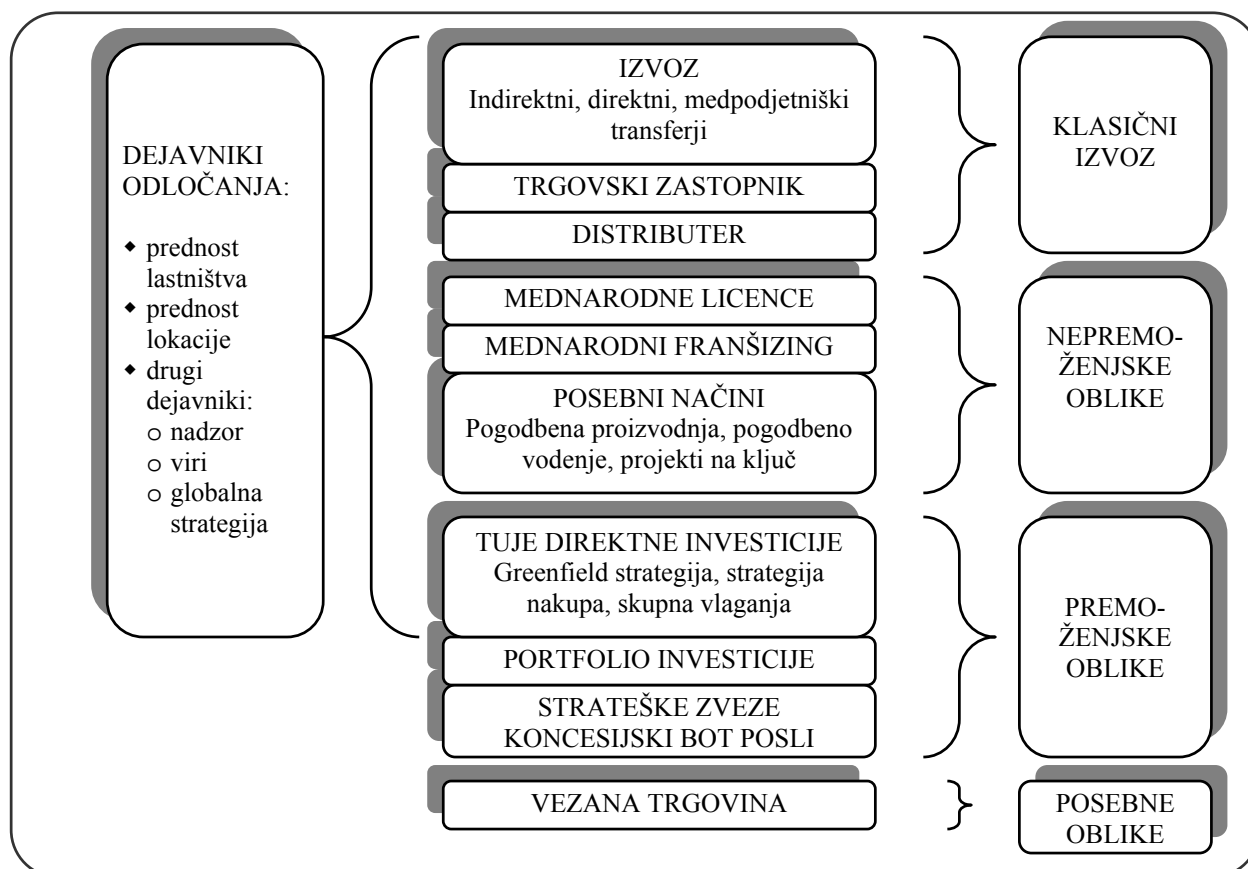 DEJAVNIKI
ODLOČANJA:
◆ prednost
lastništva
◆ prednost
lokacije
◆ drugi
dejavniki:
o nadzor
o viri
o globalna
strategija
IZVOZ
Indirektni, direktni, medpodjetniški
transferji
TRGOVSKI ZASTOPNIK
DISTRIBUTER
MEDNARODNE LICENCE
MEDNARODNI FRANŠIZING
POSEBNI NAČINI
Pogodbena proizvodnja, pogodbeno
vodenje, projekti na ključ
TUJE DIREKTNE INVESTICIJE
Greenfield strategija, strategija
nakupa, skupna vlaganja
PORTFOLIO INVESTICIJE
STRATEŠKE ZVEZE
KONCESIJSKI BOT POSLI
VEZANA TRGOVINA
KLASIČNI
IZVOZ
NEPREMO-
ŽENJSKE
OBLIKE
PREMO-
ŽENJSKE
OBLIKE
POSEBNE
OBLIKE